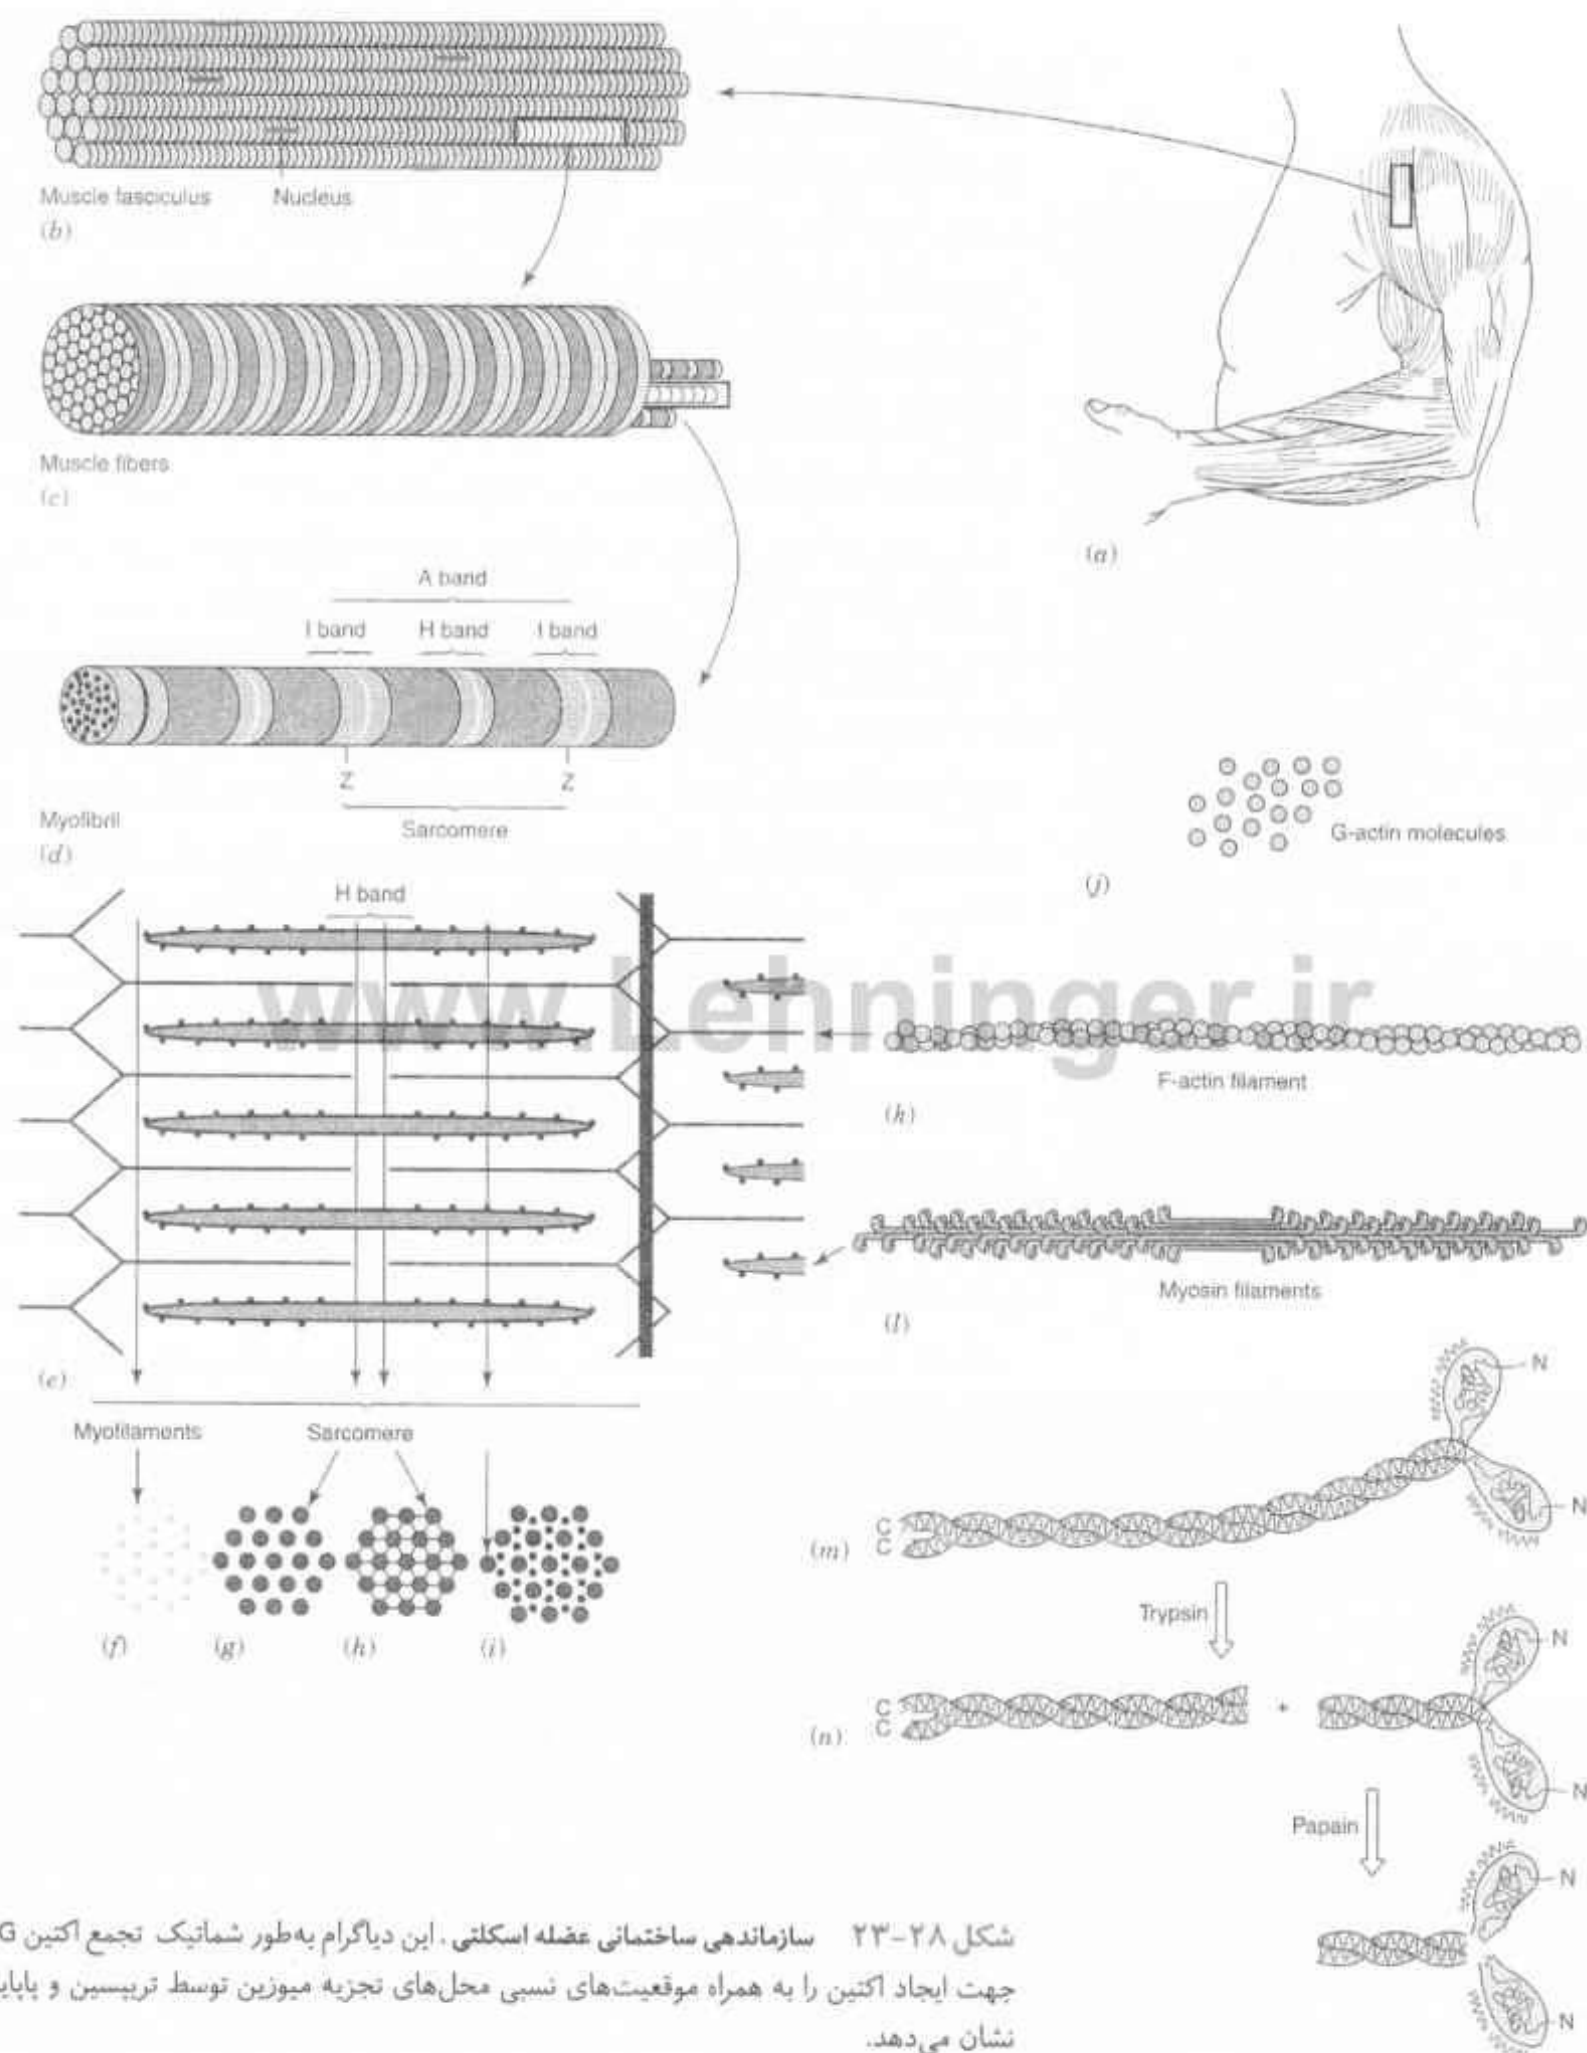 Muscle fasciculus
Nucleus
(b)
Muscle fibers
(c)
(a)
A band
I band H band I band
Z Z
Sarcomere
Myofibril
(d)
G-actin molecules
(j)
H band
www.Lehninger.ir
F-actin filament
(k)
Myosin filaments
(l)
(e)
Myofilaments Sarcomere
(f) (g) (h) (i)
N
N
C
C
(m)
Trypsin
N
C
C
+
(n)
N
Papain
N
N
شکل ۲۸-۲۳ سازماندهی ساختمانی عضله اسکلتی. این دیاگرام به‌طور شماتیک تجمع اکتین G
جهت ایجاد اکتین را به همراه موقعیت‌های نسبی محل‌های تجزیه میوزین توسط تریپسین و
نشان می‌دهد.